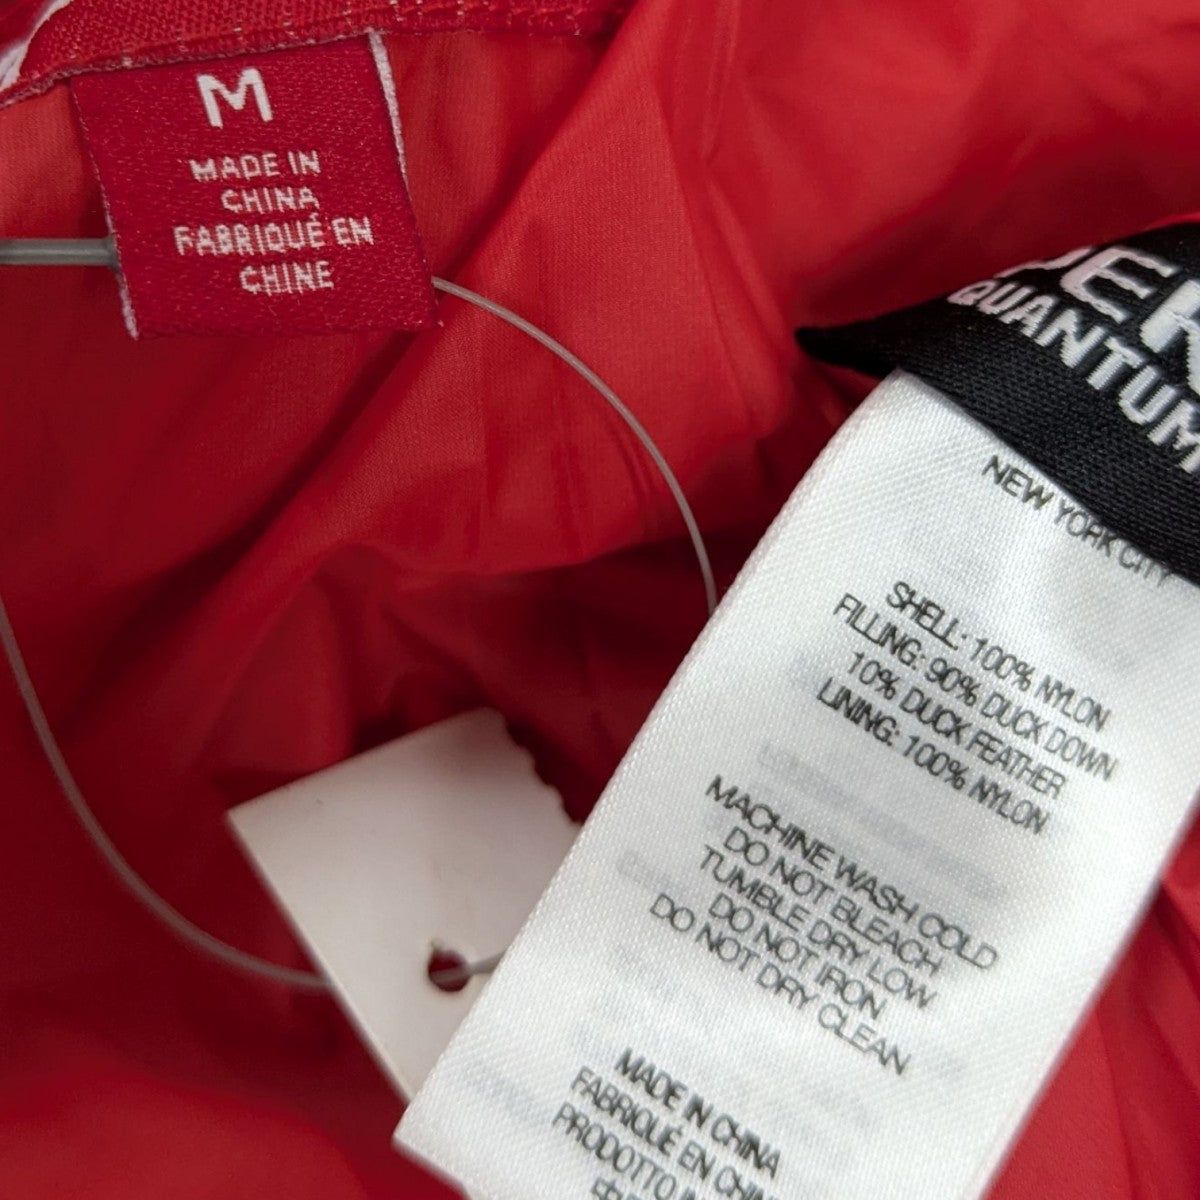 M
MADE IN
CHINA
FABRIQUÉ EN
CHINE
QUANTUM
NEW YORK CITY
SHELL: 100% NYLON
FILLING: 90% DUCK DOWN
10% DUCK FEATHER
LINING: 100% NYLON
MACHINE WASH COLD
DO NOT BLEACH
TUMBLE DRY LOW
DO NOT IRON
DO NOT DRY CLEAN
MADE IN CHINA
FABRIQUÉ EN CHINE
PRODOTTO IN